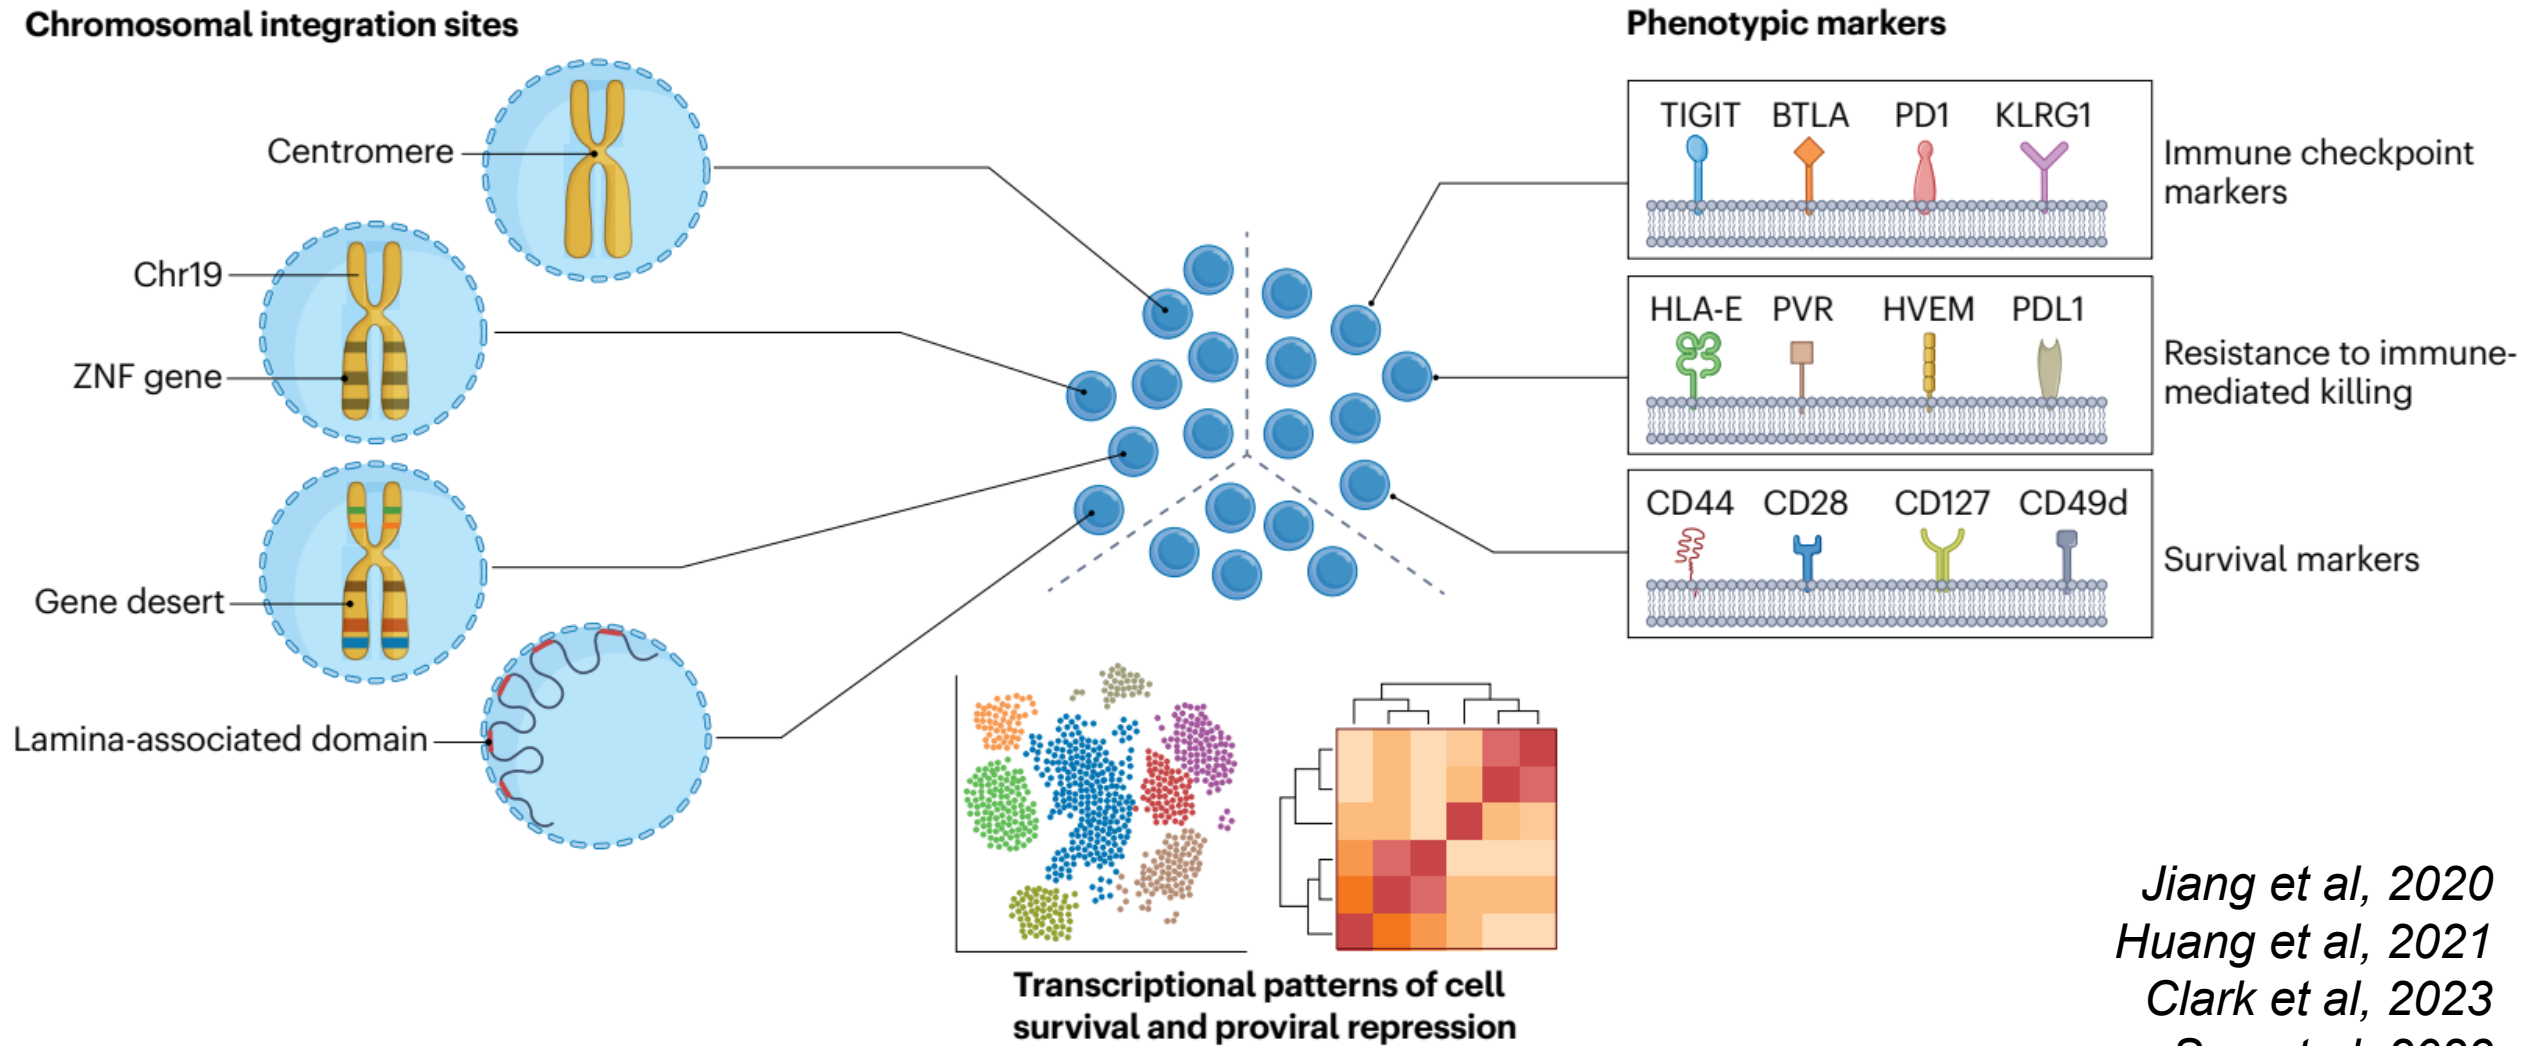 Chromosomal integration sites
Centromere
Chr19
ZNF gene
Gene desert
Lamina-associated domain
Phenotypic markers
TIGIT BTLA PD1 KLRG1
Immune checkpoint
markers
HLA-E PVR HVEM PDL1
Resistance to immune-
mediated killing
CD44 CD28 CD127 CD49d
Survival markers
Transcriptional patterns of cell
survival and proviral repression
Jiang et al, 2020
Huang et al, 2021
Clark et al, 2023